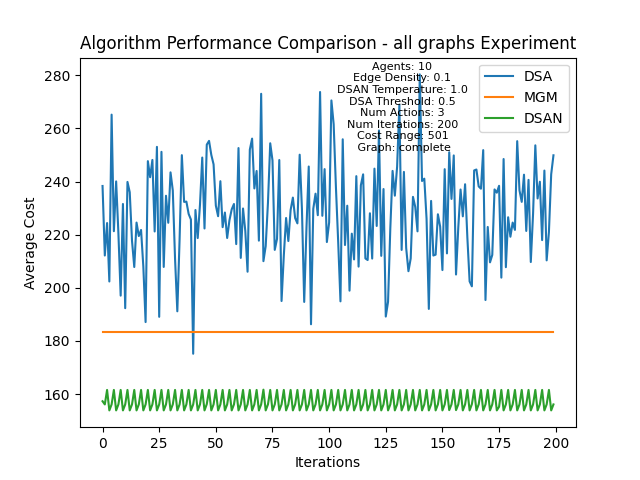 Algorithm Performance Comparison - all graphs Experiment
Agents: 10
Edge Density: 0.1
DSAN Temperature: 1.0
DSA Threshold: 0.5
Num Actions: 3
Num Iterations: 200
Cost Range: 501
Graph: complete
DSA
MGM
DSAN
Average Cost
280
260
240
220
200
180
160
0
25
50
75
100
125
150
175
200
Iterations